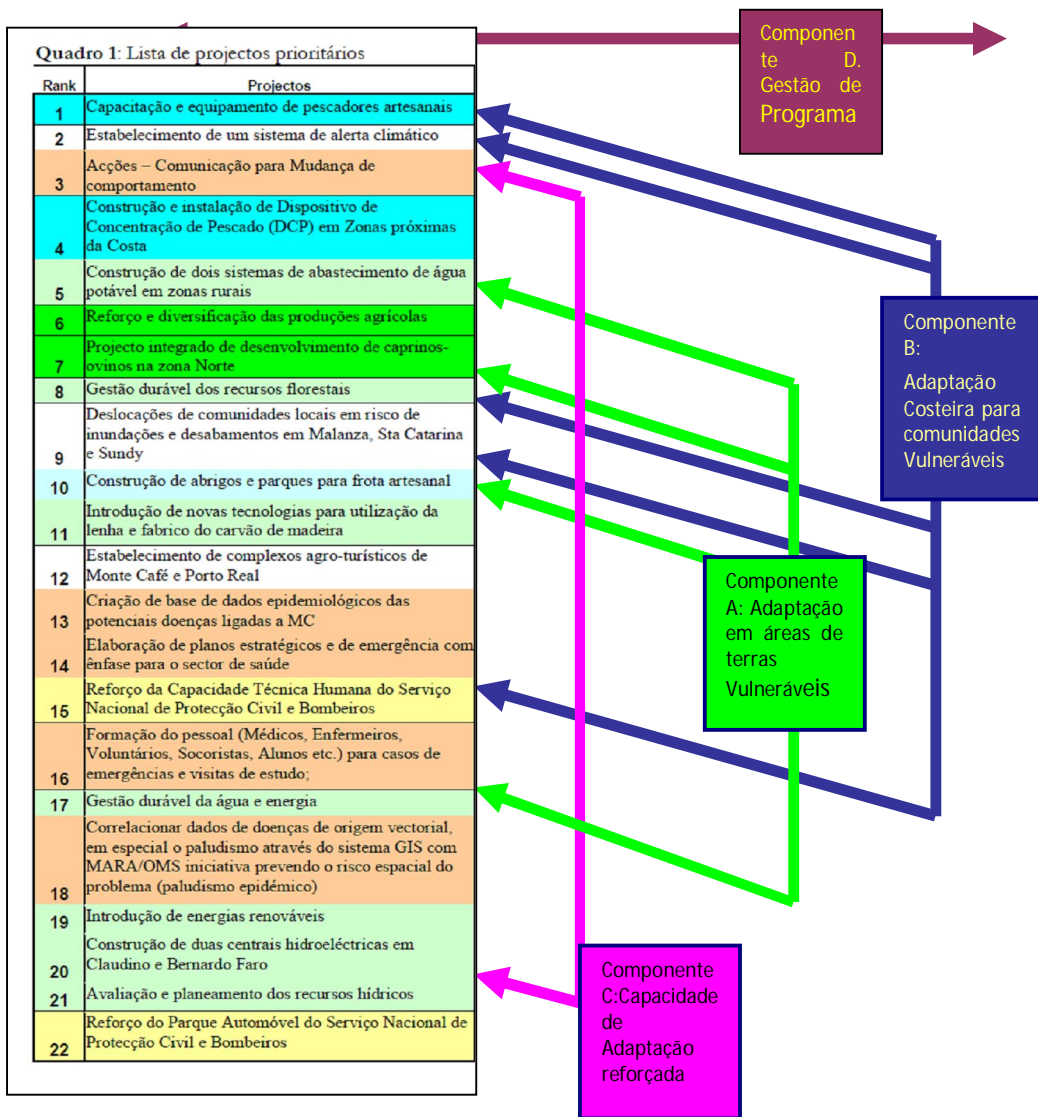 Quadro 1: Lista de projectos prioritários
Rank Projectos
1 Capacitação e equipamento de pescadores artesanais
2 Estabelecimento de um sistema de alerta climático
Acções – Comunicação para Mudança de
3 comportamento
Construção e instalação de Dispositivo de
Concentração de Pescado (DCP) em Zonas próximas
4 da Costa
Construção de dois sistemas de abastecimento de água
5 potável em zonas rurais
6 Reforço e diversificação das produções agrícolas
Projecto integrado de desenvolvimento de caprinos-
7 ovinos na zona Norte
8 Gestão durável dos recursos florestais
Deslocações de comunidades locais em risco de
inundações e desabamentos em Malanza, Sta Catarina
9 e Sundy
10 Construção de abrigos e parques para frota artesanal
Introdução de novas tecnologias para utilização da
11 lenha e fabrico do carvão de madeira
Estabelecimento de complexos agro-turísticos de
12 Monte Café e Porto Real
Criação de base de dados epidemiológicos das
13 potenciais doenças ligadas a MC
Elaboração de planos estratégicos e de emergência com
14 ênfase para o sector de saúde
Reforço da Capacidade Técnica Humana do Serviço
15 Nacional de Protecção Civil e Bombeiros
Formação do pessoal (Médicos, Enfermeiros,
Voluntários, Socoristas, Alunos etc.) para casos de
16 emergências e visitas de estudo;
17 Gestão durável da água e energia
Correlacionar dados de doenças de origem vectorial,
em especial o paludismo através do sistema GIS com
MARA/OMS iniciativa prevendo o risco espacial do
18 problema (paludismo epidémico)
19 Introdução de energias renováveis
Construção de duas centrais hidroeléctricas em
20 Claudino e Bernardo Faro
21 Avaliação e planeamento dos recursos hídricos
Reforço do Parque Automóvel do Serviço Nacional de
22 Protecção Civil e Bombeiros
Componen
te D.
Gestão de
Programa
Componente
B:
Adaptação
Costeira para
comunidades
Vulneráveis
Componente
A: Adaptação
em áreas de
terras
Vulneráveis
Componente
C:Capacidade
de
Adaptação
reforçada